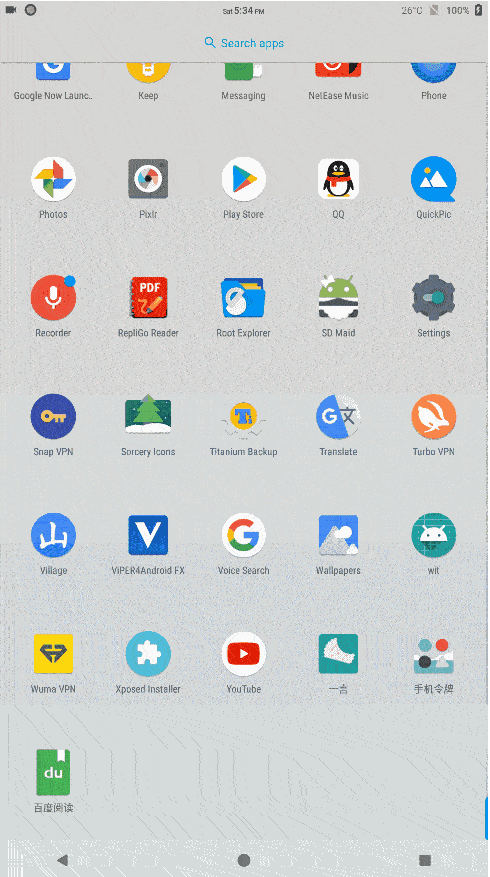 Sat 5:34 PM 26°C 100%
Search apps
Google Now Launc.. Keep Messaging NetEase Music Phone
Photos Pixlr Play Store QQ QuickPic
PDF
Recorder RepliGo Reader Root Explorer SD Maid Settings
Snap VPN Sorcery Icons Titanium Backup Translate Turbo VPN
山 V G
Village ViPER4Android FX Voice Search Wallpapers wit
Wuma VPN Xposed Installer YouTube 一言 手机令牌
du
百度阅读